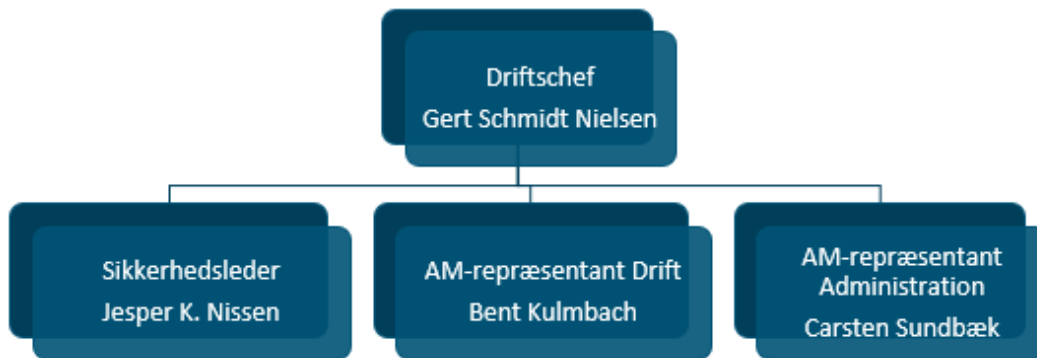 Driftschef
Gert Schmidt Nielsen
Sikkerhedsleder
Jesper K. Nissen
AM-repræsentant Drift
Bent Kulmbach
AM-repræsentant
Administration
Carsten Sundbæk